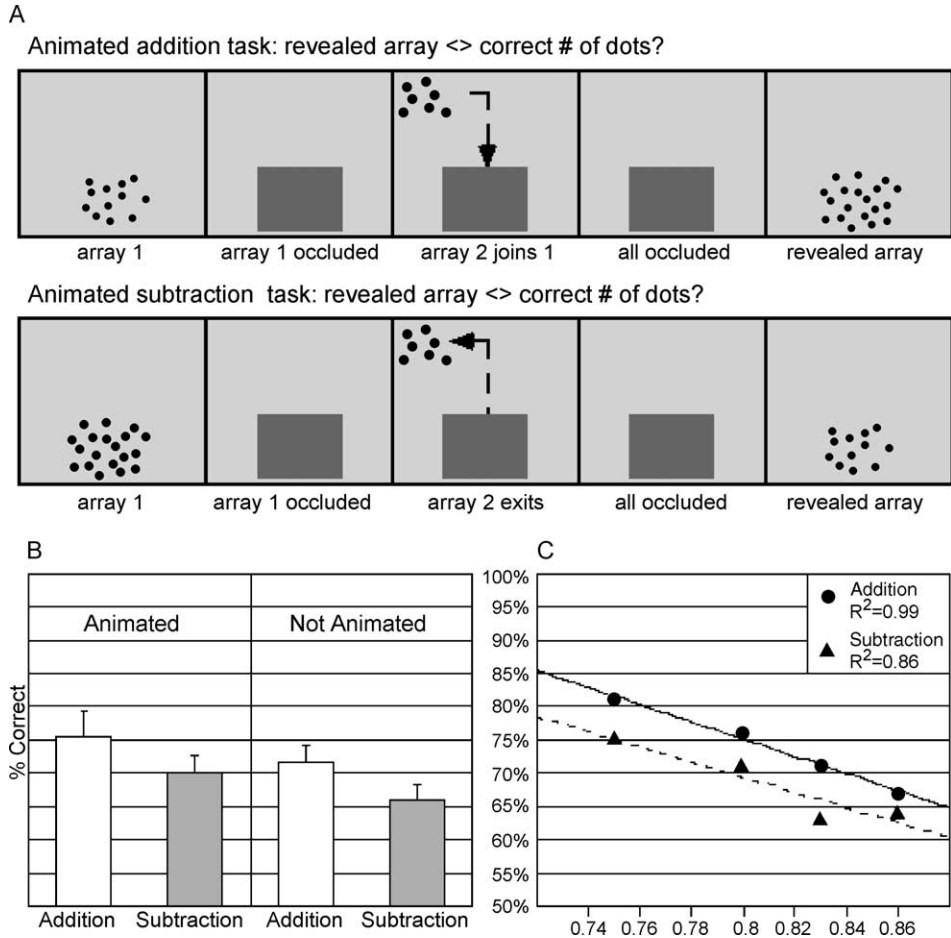 A
Animated addition task: revealed array <> correct # of dots?
array 1
array 1 occluded
array 2 joins 1
all occluded
revealed array
Animated subtraction task: revealed array <> correct # of dots?
array 1
array 1 occluded
array 2 exits
all occluded
revealed array
B
% Correct
Animated
Not Animated
Addition
Subtraction
Addition
Subtraction
C
100%
95%
90%
85%
80%
75%
70%
65%
60%
55%
50%
Addition
R²=0.99
Subtraction
R²=0.86
0.74
0.76
0.78
0.8
0.82
0.84
0.86